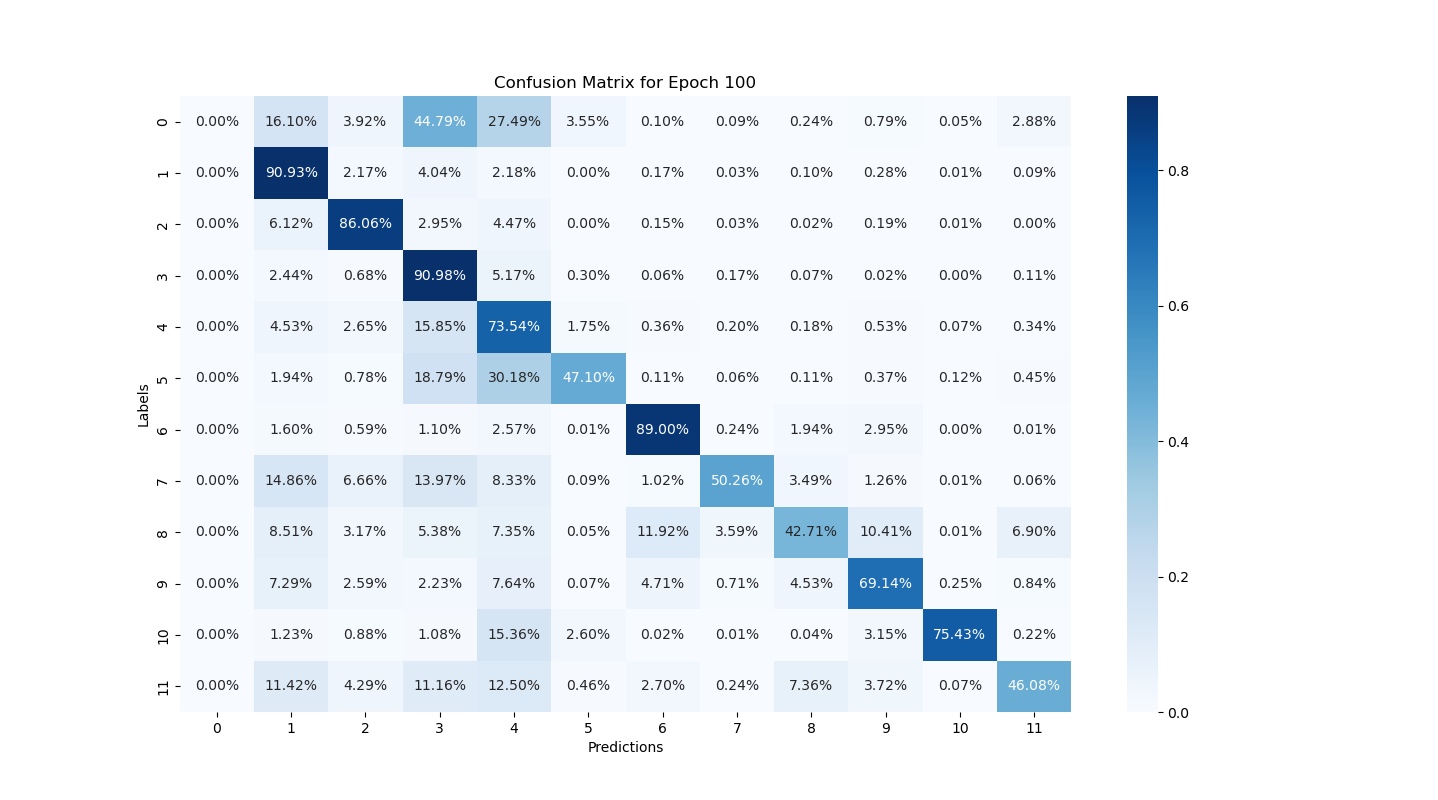 Confusion Matrix for Epoch 100
0 0.00% 16.10% 3.92% 44.79% 27.49% 3.55% 0.10% 0.09% 0.24% 0.79% 0.05% 2.88%
1 0.00% 90.93% 2.17% 4.04% 2.18% 0.00% 0.17% 0.03% 0.10% 0.28% 0.01% 0.09%
0.8
2 0.00% 6.12% 86.06% 2.95% 4.47% 0.00% 0.15% 0.03% 0.02% 0.19% 0.01% 0.00%
3 0.00% 2.44% 0.68% 90.98% 5.17% 0.30% 0.06% 0.17% 0.07% 0.02% 0.00% 0.11%
0.6
4 0.00% 4.53% 2.65% 15.85% 73.54% 1.75% 0.36% 0.20% 0.18% 0.53% 0.07% 0.34%
5 0.00% 1.94% 0.78% 18.79% 30.18% 47.10% 0.11% 0.06% 0.11% 0.37% 0.12% 0.45%
Labels
6 0.00% 1.60% 0.59% 1.10% 2.57% 0.01% 89.00% 0.24% 1.94% 2.95% 0.00% 0.01%
0.4
7 0.00% 14.86% 6.66% 13.97% 8.33% 0.09% 1.02% 50.26% 3.49% 1.26% 0.01% 0.06%
8 0.00% 8.51% 3.17% 5.38% 7.35% 0.05% 11.92% 3.59% 42.71% 10.41% 0.01% 6.90%
0.2
9 0.00% 7.29% 2.59% 2.23% 7.64% 0.07% 4.71% 0.71% 4.53% 69.14% 0.25% 0.84%
10 0.00% 1.23% 0.88% 1.08% 15.36% 2.60% 0.02% 0.01% 0.04% 3.15% 75.43% 0.22%
11 0.00% 11.42% 4.29% 11.16% 12.50% 0.46% 2.70% 0.24% 7.36% 3.72% 0.07% 46.08%
0.0
0 1 2 3 4 5 6 7 8 9 10 11
Predictions